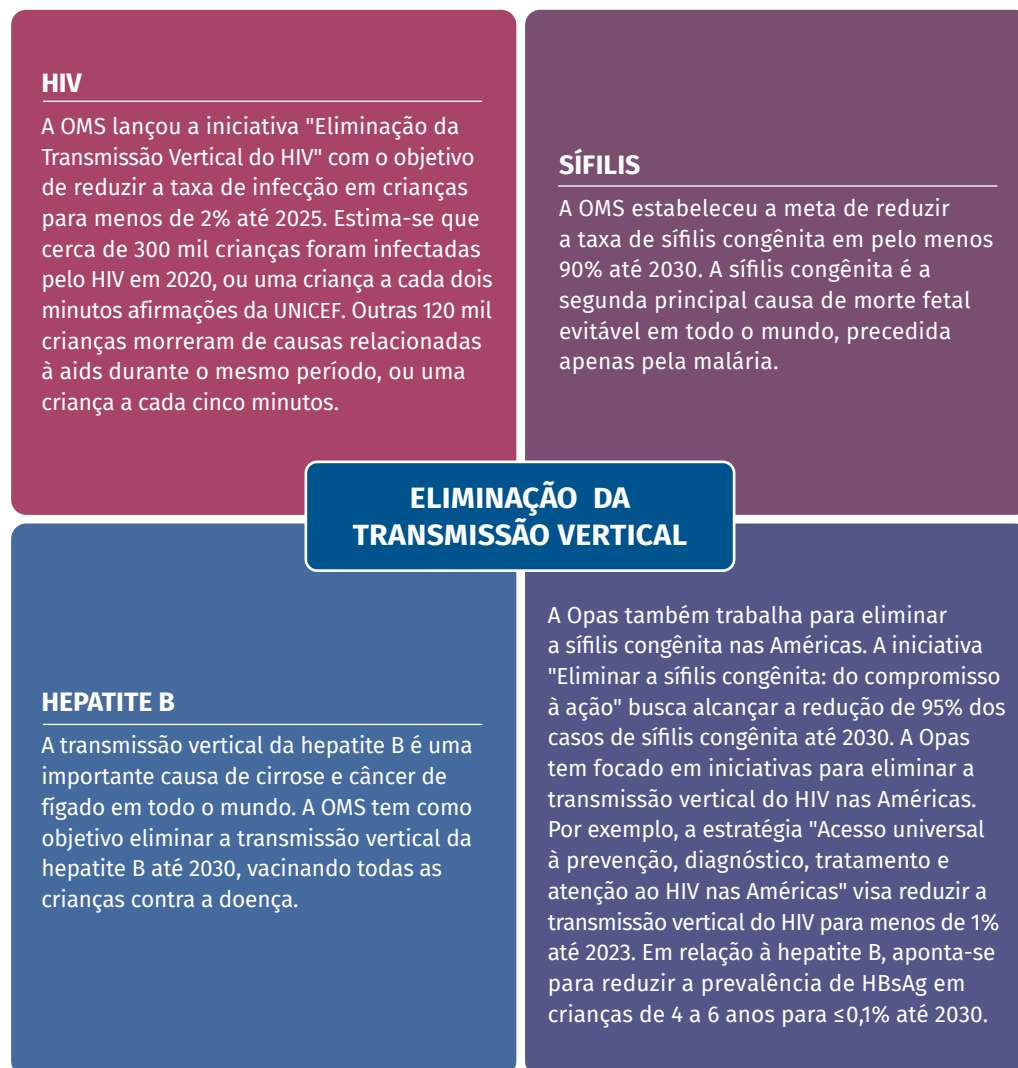 HIV
A OMS lançou a iniciativa "Eliminação da
Transmissão Vertical do HIV" com o objetivo
de reduzir a taxa de infecção em crianças
para menos de 2% até 2025. Estima-se que
cerca de 300 mil crianças foram infectadas
pelo HIV em 2020, ou uma criança a cada dois
minutos afirmações da UNICEF. Outras 120 mil
crianças morreram de causas relacionadas
à aids durante o mesmo período, ou uma
criança a cada cinco minutos.
SÍFILIS
A OMS estabeleceu a meta de reduzir
a taxa de sífilis congênita em pelo menos
90% até 2030. A sífilis congênita é a
segunda principal causa de morte fetal
evitável em todo o mundo, precedida
apenas pela malária.
ELIMINAÇÃO DA
TRANSMISSÃO VERTICAL
HEPATITE B
A transmissão vertical da hepatite B é uma
importante causa de cirrose e câncer de
fígado em todo o mundo. A OMS tem como
objetivo eliminar a transmissão vertical da
hepatite B até 2030, vacinando todas as
crianças contra a doença.
A Opas também trabalha para eliminar
a sífilis congênita nas Américas. A iniciativa
"Eliminar a sífilis congênita: do compromisso
à ação" busca alcançar a redução de 95% dos
casos de sífilis congênita até 2030. A Opas
tem focado em iniciativas para eliminar a
transmissão vertical do HIV nas Américas.
Por exemplo, a estratégia "Acesso universal
à prevenção, diagnóstico, tratamento e
atenção ao HIV nas Américas" visa reduzir a
transmissão vertical do HIV para menos de 1%
até 2023. Em relação à hepatite B, aponta-se
para reduzir a prevalência de HBsAg em
crianças de 4 a 6 anos para ≤0,1% até 2030.